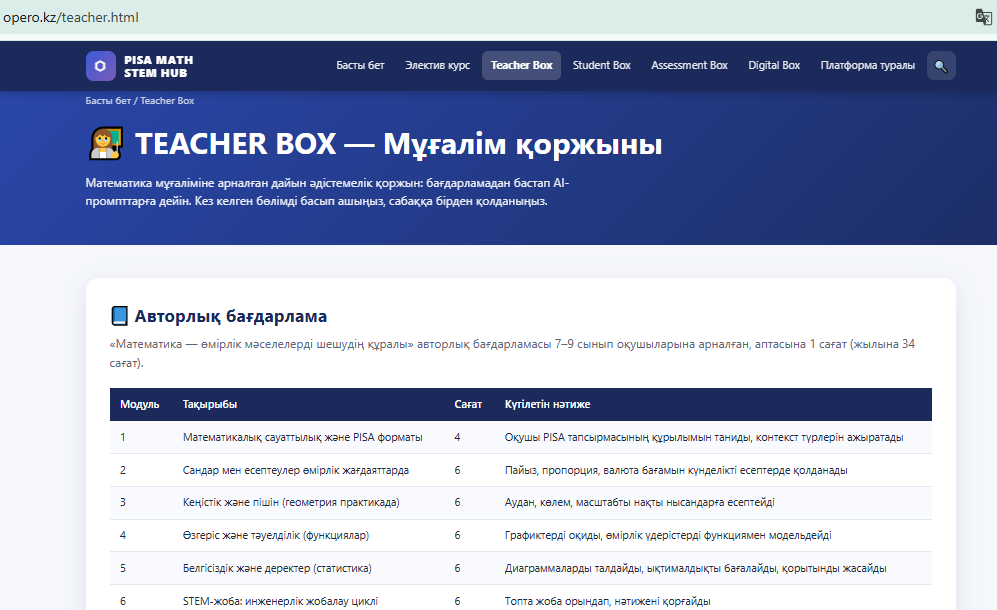 opero.kz/teacher.html
PISA MATH
STEM HUB
Басты бет Электив курс Teacher Box Student Box Assessment Box Digital Box Платформа туралы
Басты бет / Teacher Box
TEACHER BOX — Мұғалім қоржыны
Математика мұғаліміне арналған дайын әдістемелік қоржын: бағдарламадан бастап AI-
промпттарға дейін. Кез келген бөлімді басып ашыңыз, сабаққа бірден қолданыңыз.
Авторлық бағдарлама
«Математика — өмірлік мәселелерді шешудің құралы» авторлық бағдарламасы 7–9 сынып оқушыларына арналған, аптасына 1 сағат (жылына 34
сағат).
Модуль Тақырыбы Сағат Күтілетін нәтиже
1 Математикалық сауаттылық және PISA форматы 4 Оқушы PISA тапсырмасының құрылымын таниды, контекст түрлерін ажыратады
2 Сандар мен есептеулер өмірлік жағдаяттарда 6 Пайыз, пропорция, валюта бағамын күнделікті есептерде қолданады
3 Кеңістік және пішін (геометрия практикада) 6 Аудан, көлем, масштабты нақты нысандарға есептейді
4 Өзгеріс және тәуелділік (функциялар) 6 Графиктерді оқиды, өмірлік үдерістерді функциямен модельдейді
5 Белгісіздік және деректер (статистика) 6 Диаграммаларды талдайды, ықтималдықты бағалайды, қорытынды жасайды
6 STEM-жоба: инженерлік жобалау циклі 6 Топта жоба орындап, нәтижені қорғайды